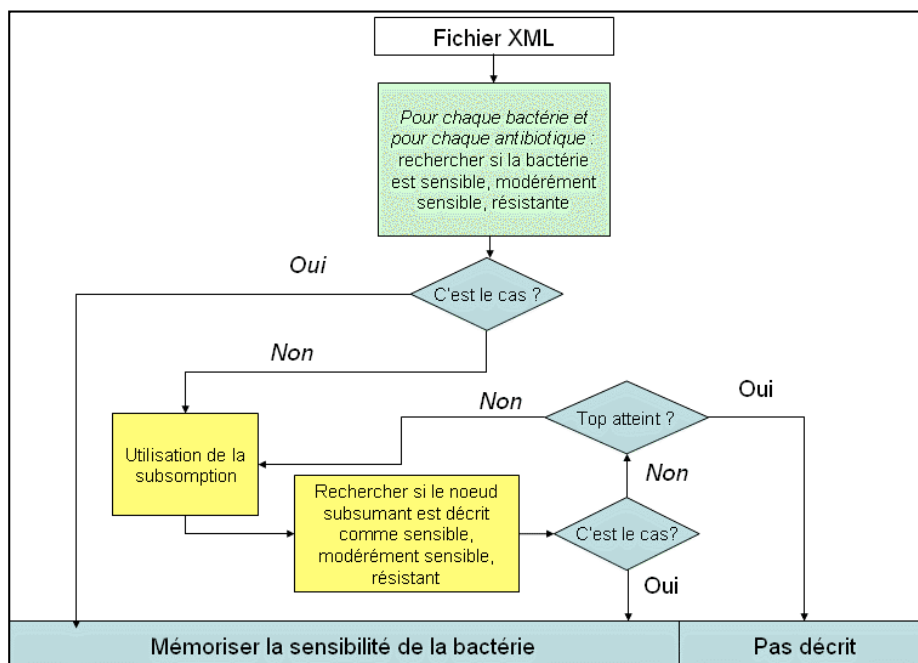 Fichier XML
Pour chaque bactérie et
pour chaque antibiotique :
rechercher si la bactérie
est sensible, modérément
sensible, résistante
Oui
C'est le cas ?
Non
Non
Oui
Top atteint ?
Utilisation de la
subsomption
Non
Rechercher si le noeud
subsumant est décrit
comme sensible,
modérément sensible,
résistant
C'est le cas?
Oui
Mémoriser la sensibilité de la bactérie
Pas décrit